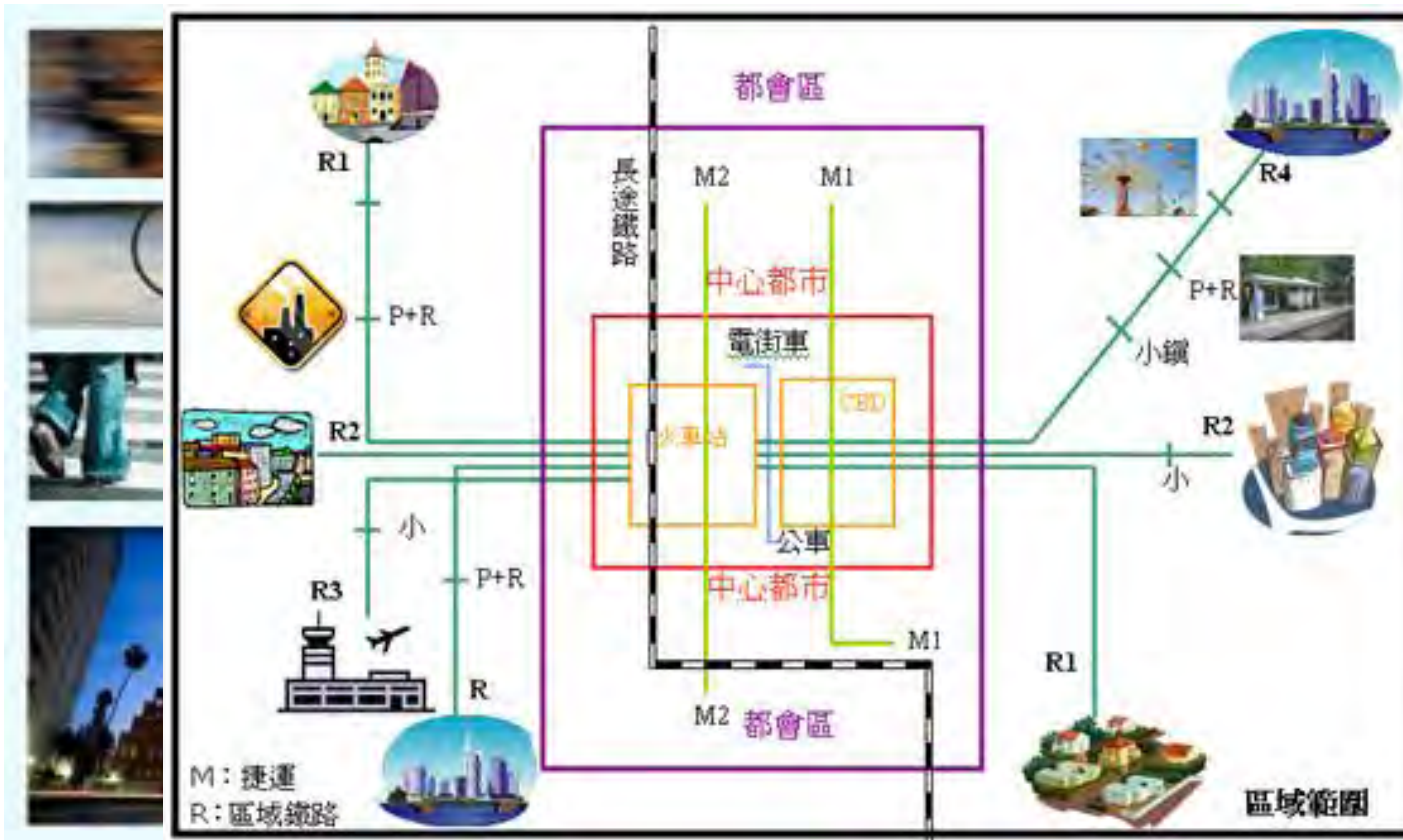 都會區
R1
長途鐵路
M2
M1
R4
中心都市
P+R
P+R
電街車
小鎭
CBD
火車站
R2
R2
小
小
公車
P+R
中心都市
R3
M1
R1
R
M2
都會區
M：捷運
R：區域鐵路
區域範圍